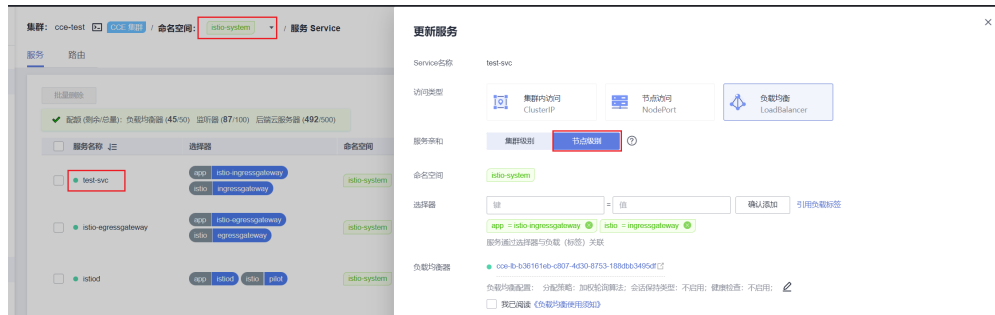 集群: cce-test CCE 集群 / 命名空间: istio-system / 服务 Service
服务 路由
批量删除
配额 (剩余/总量): 负载均衡器 (45/50) 监听器 (87/100) 后端云服务器 (492/500)
服务名称 选择器 命名空间
test-svc app istio-ingressgateway istio ingressgateway istio-system
istio-egressgateway app istio-egressgateway istio egressgateway istio-system
istiod app istiod istio pilot istio-system
更新服务
Service名称 test-svc
访问类型 集群内访问 ClusterIP 节点访问 NodePort 负载均衡 LoadBalancer
服务亲和 集群级别 节点级别
命名空间 istio-system
选择器 键 = 值 确认添加 引用负载标签
app = istio-ingressgateway istio = ingressgateway
服务通过选择器与负载 (标签) 关联
负载均衡器 cce-lb-b36161eb-c807-4d30-8753-188dbb3495df
负载均衡配置: 分配策略: 加权轮询算法; 会话保持类型: 不启用; 健康检查: 不启用;
我已阅读《负载均衡使用须知》